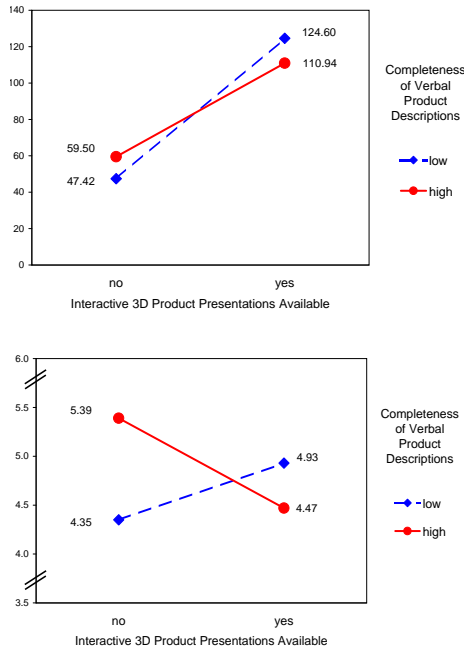 140
120
100
80
60
40
20
0
124.60
110.94
59.50
47.42
no
yes
Interactive 3D Product Presentations Available
Completeness
of Verbal
Product
Descriptions
low
high
6.0
5.5
5.0
4.5
4.0
3.5
5.39
4.93
4.47
4.35
no
yes
Interactive 3D Product Presentations Available
Completeness
of Verbal
Product
Descriptions
low
high